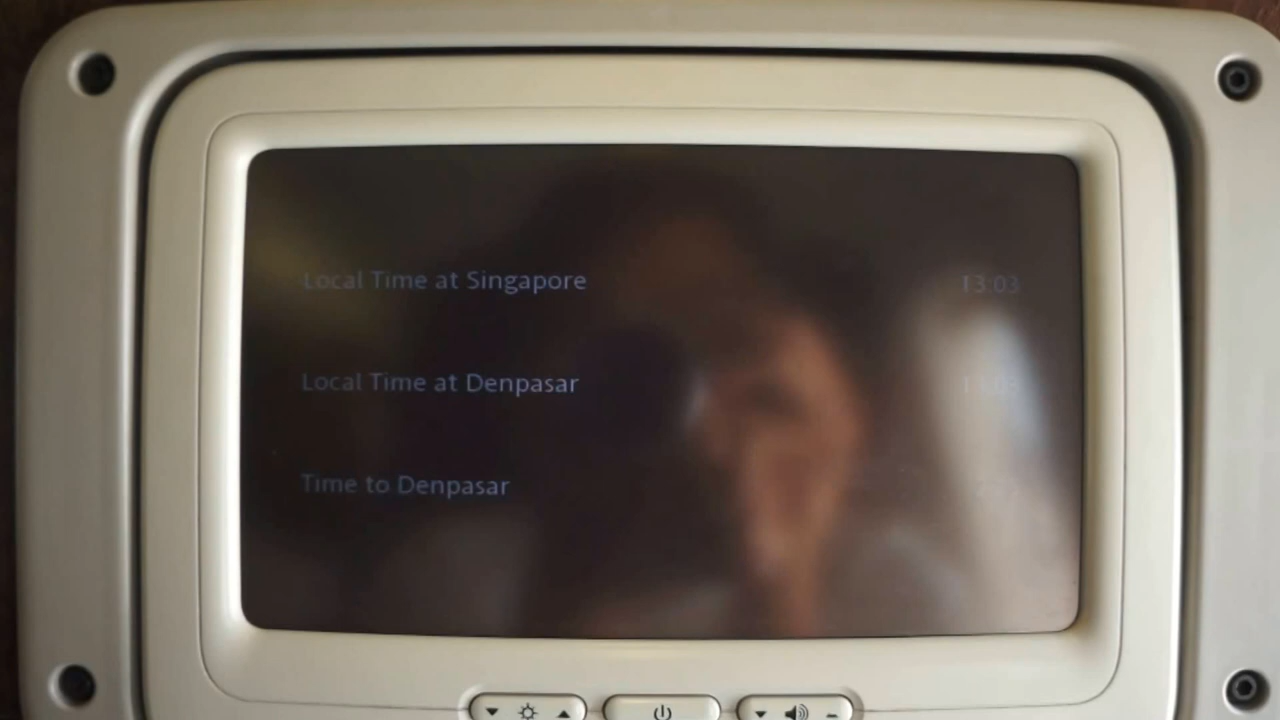 Local Time at Singapore 13:03
Local Time at Denpasar
Time to Denpasar